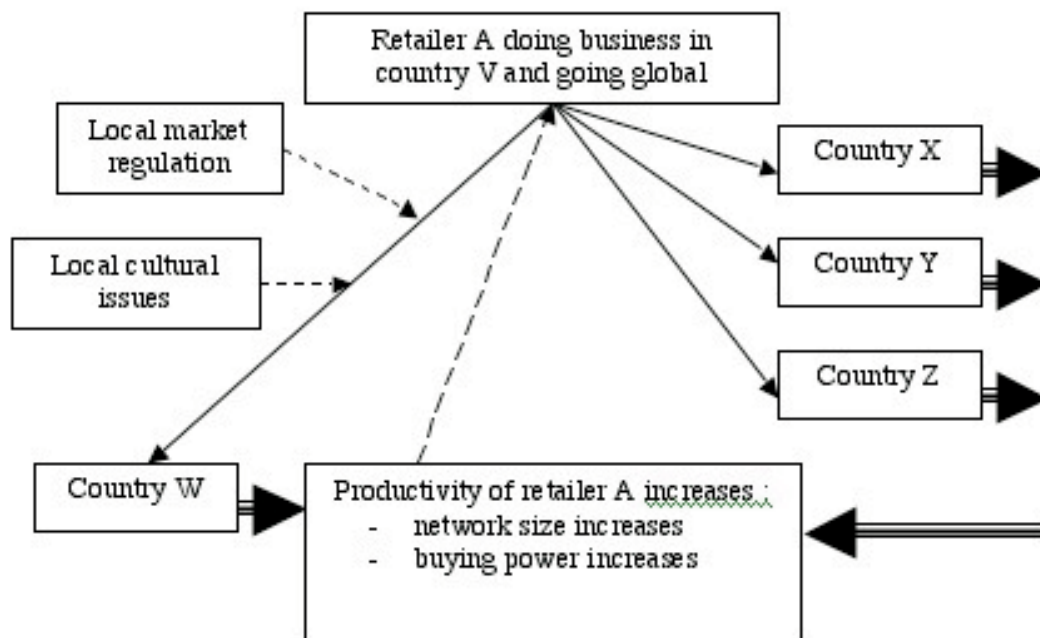 Retailer A doing business in
country V and going global
Local market
regulation
Country X
Local cultural
issues
Country Y
Country Z
Country W
Productivity of retailer A increases :
- network size increases
- buying power increases